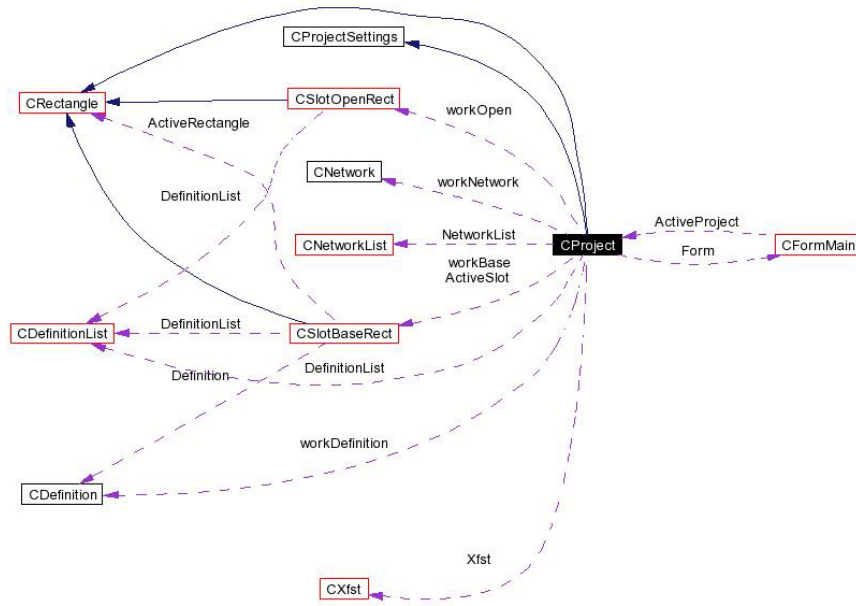 CProjectSettings
CRectangle
CSlotOpenRect
workOpen
ActiveRectangle
CNetwork
workNetwork
DefinitionList
ActiveProject
CNetworkList
NetworkList
CProject
CFormMain
Form
workBase
ActiveSlot
DefinitionList
CDefinitionList
CSlotBaseRect
Definition
DefinitionList
workDefinition
CDefinition
Xfst
CXfst